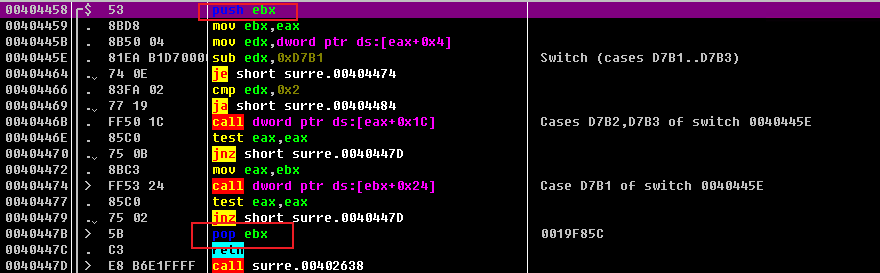 00404458 ┌$ 53 push ebx
00404459 │. 8BD8 mov ebx,eax
0040445B │. 8B50 04 mov edx,dword ptr ds:[eax+0x4]
0040445E │. 81EA B1D70000 sub edx,0xD7B1 Switch (cases D7B1..D7B3)
00404464 │. 74 0E je short surre.00404474
00404466 │. 83FA 02 cmp edx,0x2
00404469 │. 77 19 ja short surre.00404484
0040446B │. FF50 1C call dword ptr ds:[eax+0x1C] Cases D7B2,D7B3 of switch 0040445E
0040446E │. 85C0 test eax,eax
00404470 │. 75 0B jnz short surre.0040447D
00404472 │. 8BC3 mov eax,ebx
00404474 │> FF53 24 call dword ptr ds:[ebx+0x24] Case D7B1 of switch 0040445E
00404477 │. 85C0 test eax,eax
00404479 │. 75 02 jnz short surre.0040447D
0040447B │> 5B pop ebx 0019F85C
0040447C │. C3 retn
0040447D │> E8 B6E1FFFF call surre.00402638